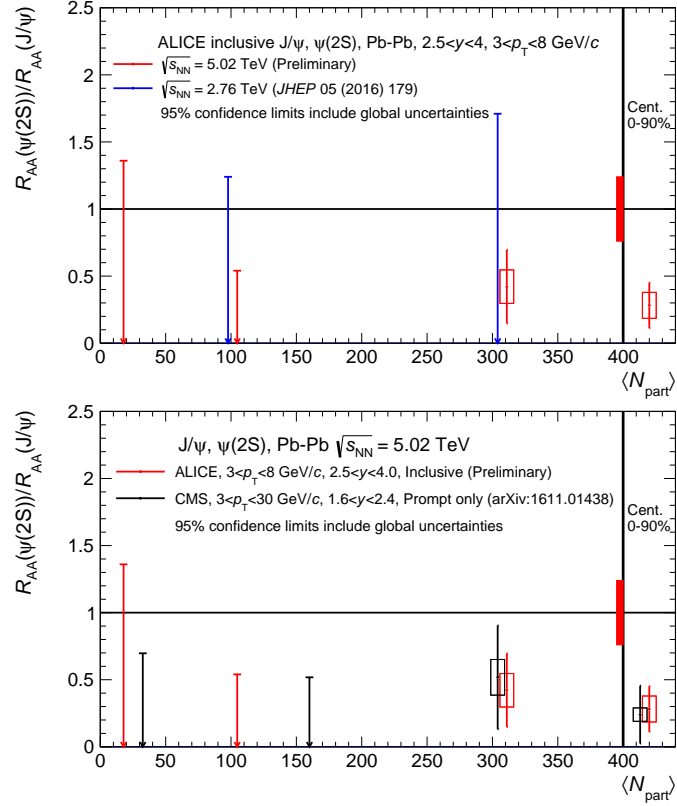 ALICE inclusive J/ψ, ψ(2S), Pb-Pb, 2.5<y<4, 3<p_T<8 GeV/c
√s_NN = 5.02 TeV (Preliminary)
√s_NN = 2.76 TeV (JHEP 05 (2016) 179)
95% confidence limits include global uncertainties
Cent.
0-90%
R_AA(ψ(2S))/R_AA(J/ψ)
2.5
2
1.5
1
0.5
0
0 50 100 150 200 250 300 350 400
⟨N_part⟩
J/ψ, ψ(2S), Pb-Pb √s_NN = 5.02 TeV
ALICE, 3<p_T<8 GeV/c, 2.5<y<4.0, Inclusive (Preliminary)
CMS, 3<p_T<30 GeV/c, 1.6<y<2.4, Prompt only (arXiv:1611.01438)
95% confidence limits include global uncertainties
Cent.
0-90%
R_AA(ψ(2S))/R_AA(J/ψ)
2.5
2
1.5
1
0.5
0
0 50 100 150 200 250 300 350 400
⟨N_part⟩